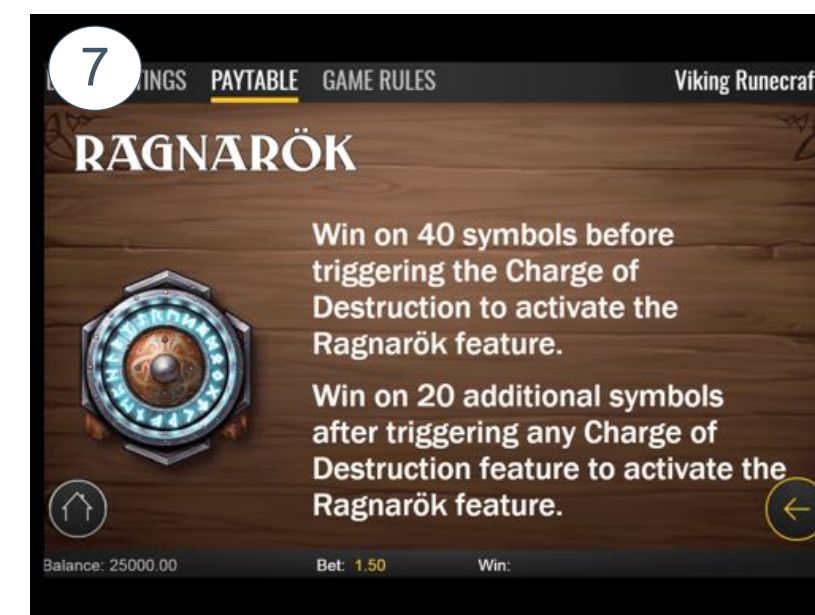 7
TINGS PAYTABLE GAME RULES Viking Runecraf
RAGNARÖK
Win on 40 symbols before
triggering the Charge of
Destruction to activate the
Ragnarök feature.
Win on 20 additional symbols
after triggering any Charge of
Destruction feature to activate the
Ragnarök feature.
Balance: 25000.00 Bet: 1.50 Win: